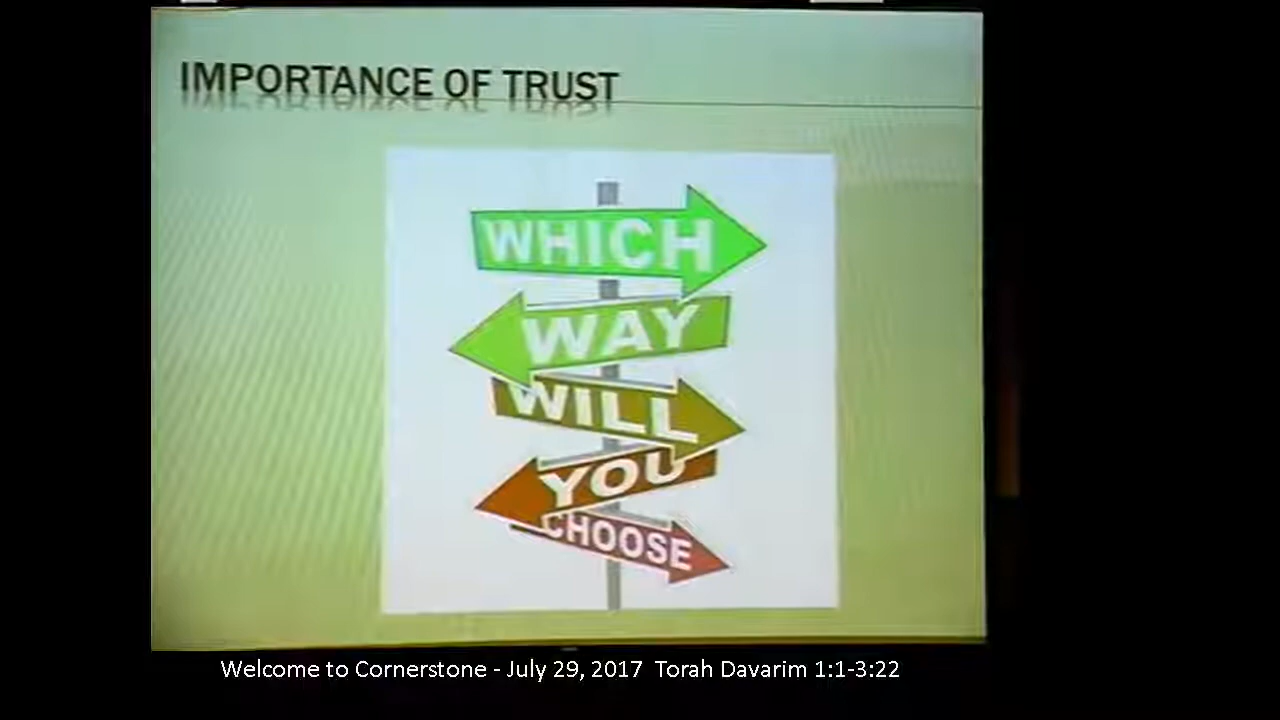 IMPORTANCE OF TRUST
WHICH
WAY
WILL
YOU
CHOOSE
Welcome to Cornerstone - July 29, 2017  Torah Davarim 1:1-3:22